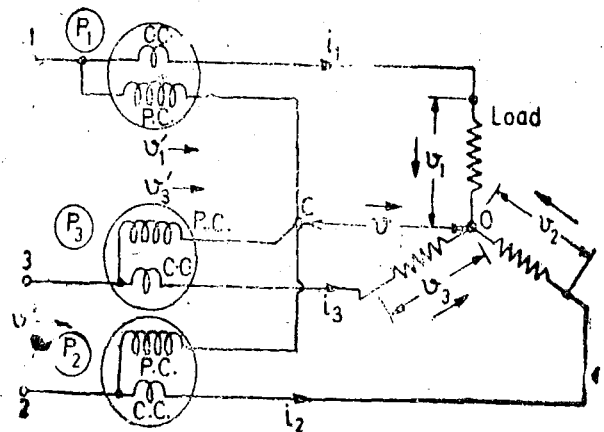 1
P₁
C.C.
i₁
P.C.
Load
v₁'
v₁
v₃'
P₃
P.C.
C
v
O
v₂
3
C.C.
i₃
v₃
v
P₂
P.C.
2
C.C.
i₂